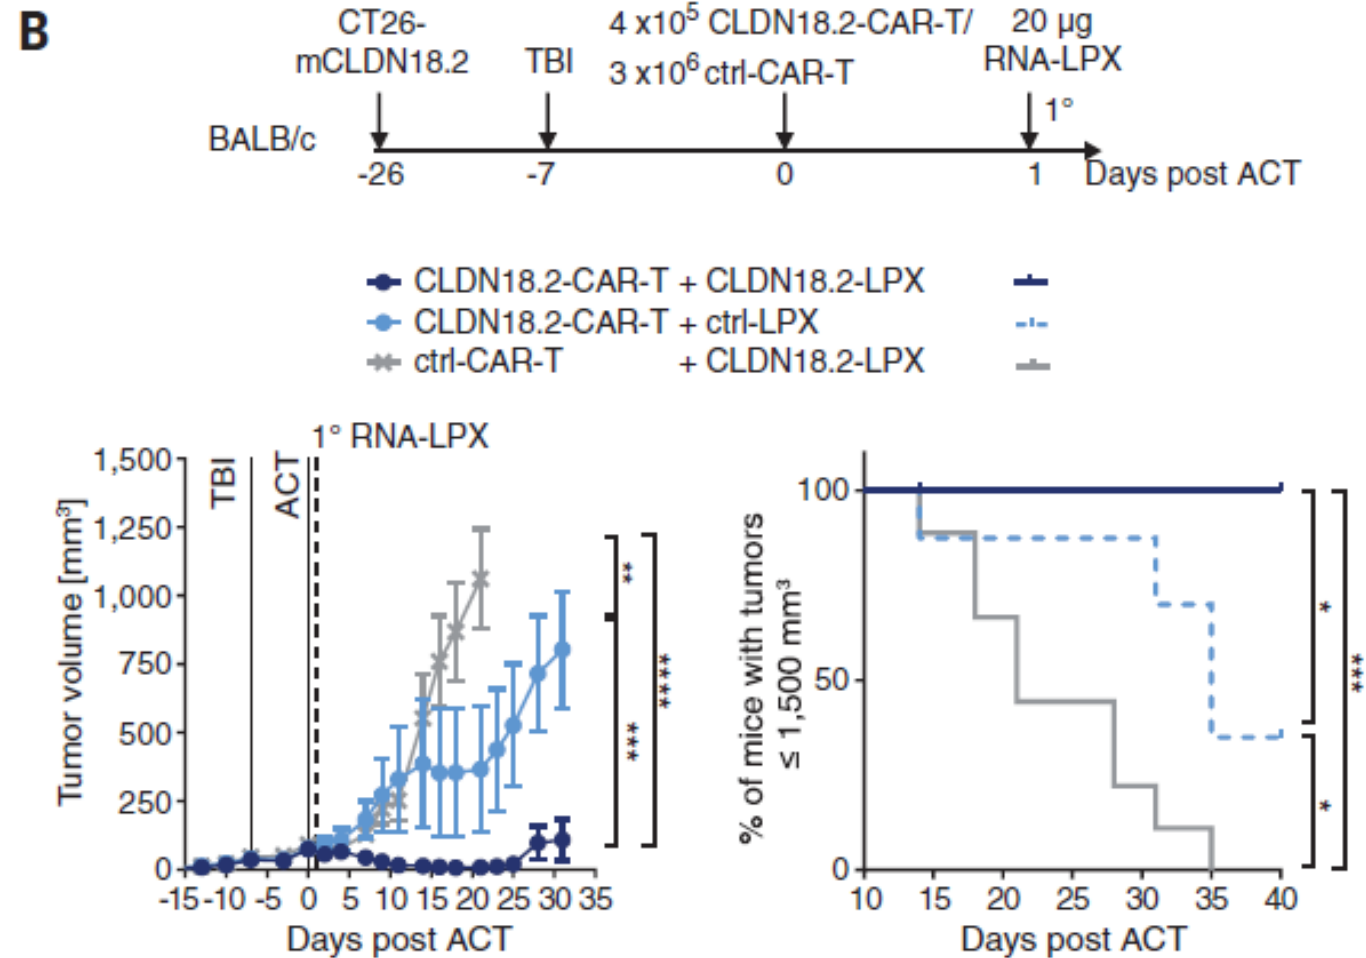 B
CT26-
mCLDN18.2
TBI
4 x10⁵ CLDN18.2-CAR-T/
3 x10⁶ ctrl-CAR-T
20 µg
RNA-LPX
1°
BALB/c
-26
-7
0
1
Days post ACT
CLDN18.2-CAR-T + CLDN18.2-LPX
CLDN18.2-CAR-T + ctrl-LPX
ctrl-CAR-T + CLDN18.2-LPX
1° RNA-LPX
TBI
ACT
Tumor volume [mm³]
1,500
1,250
1,000
750
500
250
0
-15 -10 -5 0 5 10 15 20 25 30 35
Days post ACT
**
***
****
% of mice with tumors
≤ 1,500 mm³
100
50
0
10 15 20 25 30 35 40
Days post ACT
*
*
***